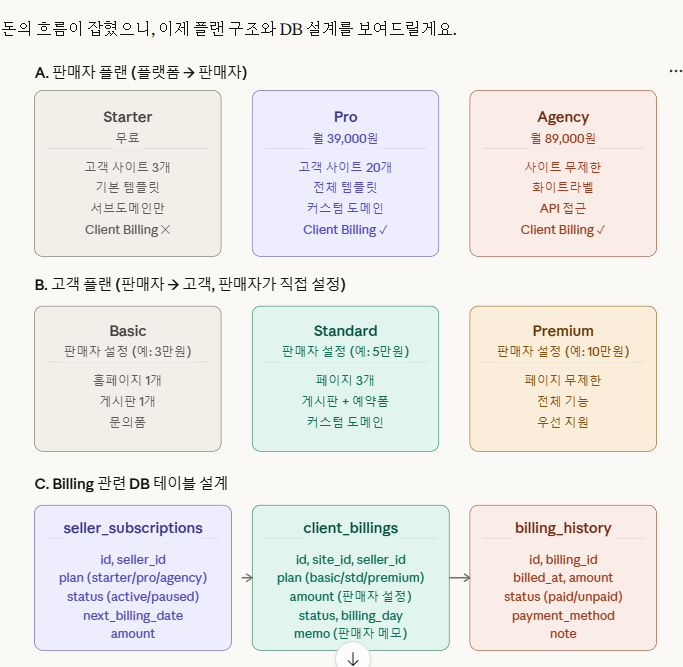 돈의 흐름이 잡혔으니, 이제 플랜 구조와 DB 설계를 보여드릴게요.
A. 판매자 플랜 (플랫폼 → 판매자)
Starter
무료
고객 사이트 3개
기본 템플릿
서브도메인만
Client Billing ✕
Pro
월 39,000원
고객 사이트 20개
전체 템플릿
커스텀 도메인
Client Billing ✓
Agency
월 89,000원
사이트 무제한
화이트라벨
API 접근
Client Billing ✓
B. 고객 플랜 (판매자 → 고객, 판매자가 직접 설정)
Basic
판매자 설정 (예: 3만원)
홈페이지 1개
게시판 1개
문의폼
Standard
판매자 설정 (예: 5만원)
페이지 3개
게시판 + 예약폼
커스텀 도메인
Premium
판매자 설정 (예: 10만원)
페이지 무제한
전체 기능
우선 지원
C. Billing 관련 DB 테이블 설계
seller_subscriptions
id, seller_id
plan (starter/pro/agency)
status (active/paused)
next_billing_date
amount
client_billings
id, site_id, seller_id
plan (basic/std/premium)
amount (판매자 설정)
status, billing_day
memo (판매자 메모)
billing_history
id, billing_id
billed_at, amount
status (paid/unpaid)
payment_method
note